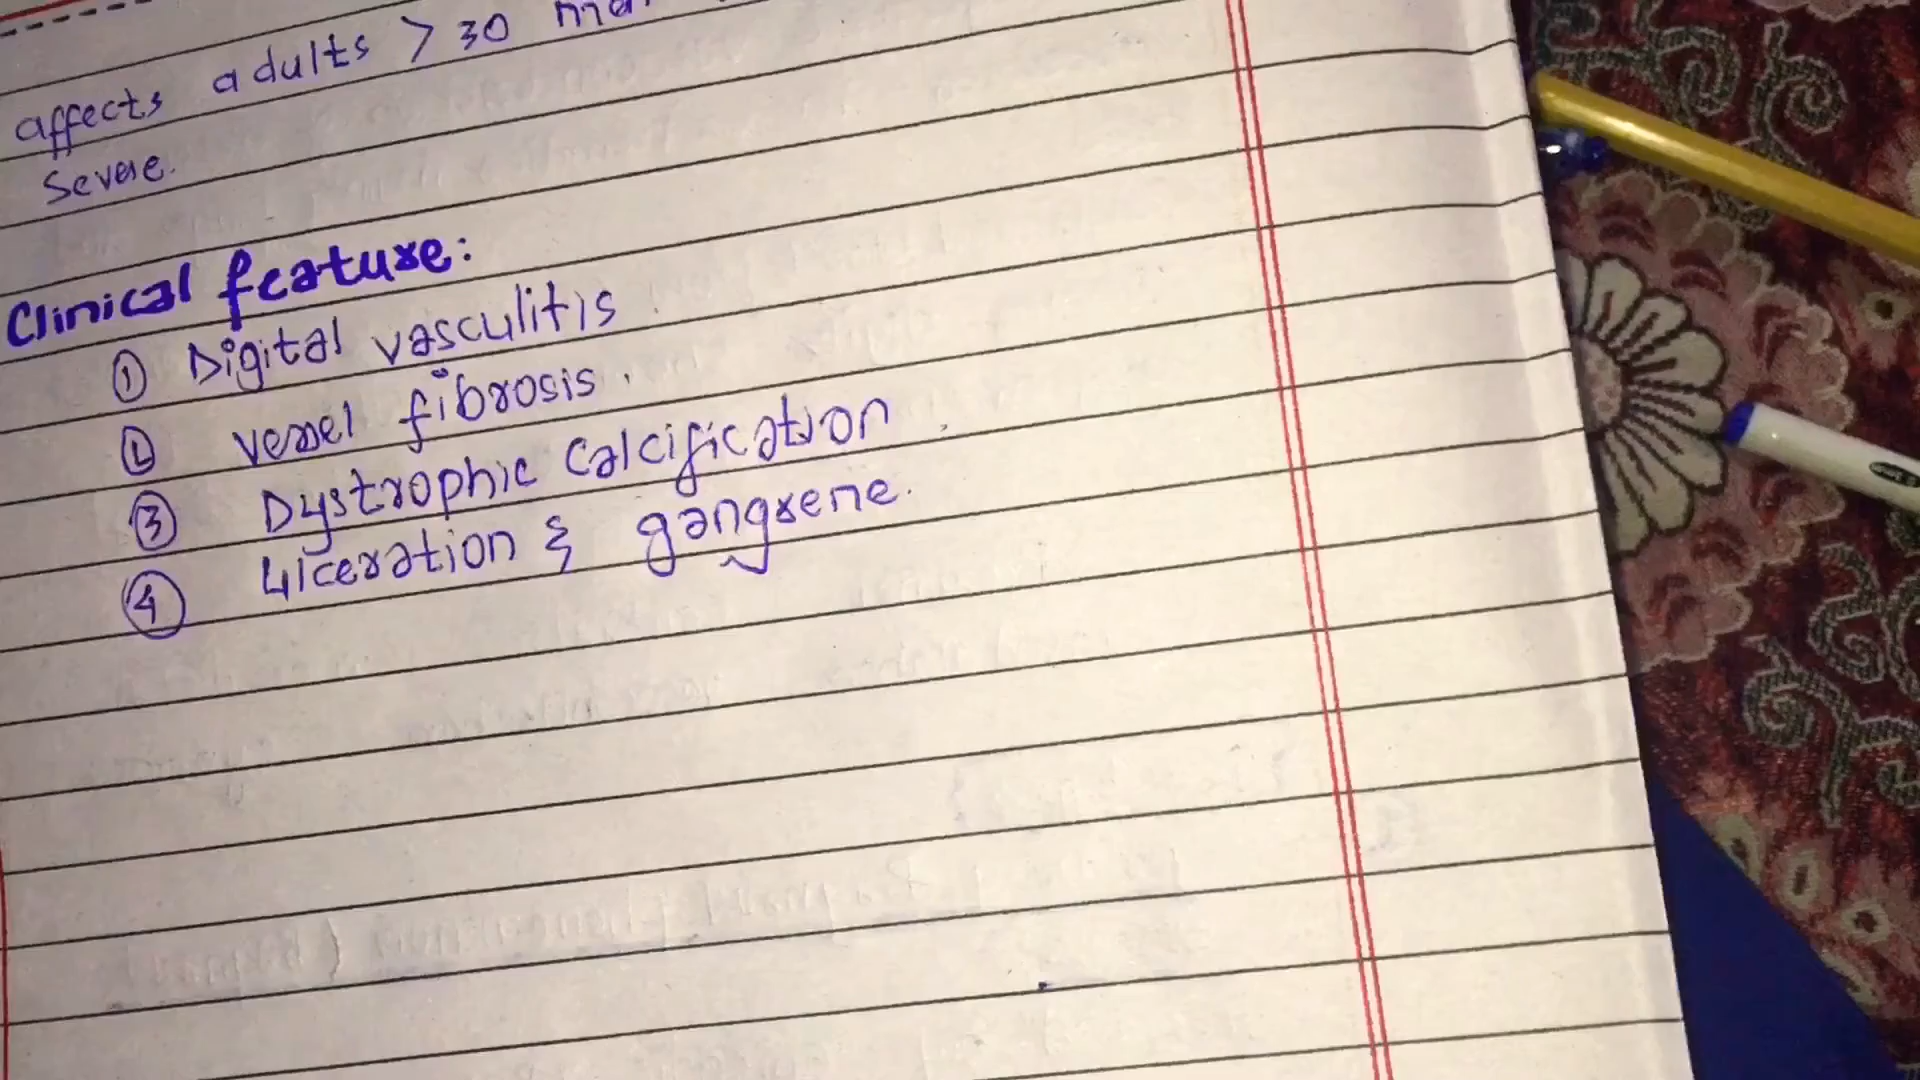 affects adults > 30
Severe.
Clinical feature:
① Digital vasculitis
② vessel fibrosis.
③ Dystrophic calcification
④ Ulceration & gangrene.